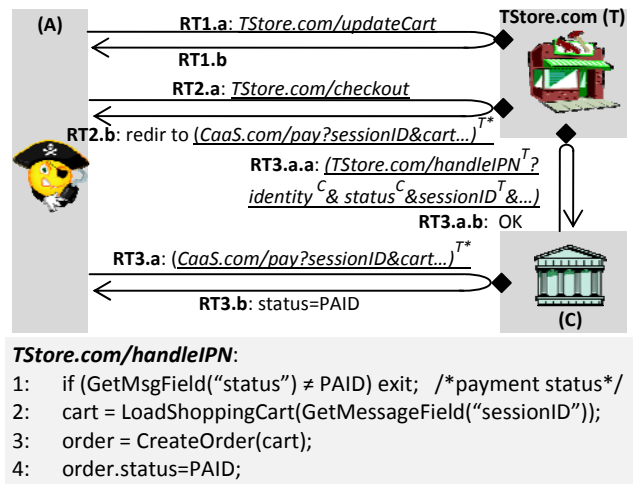 (A)
RT1.a: TStore.com/updateCart
TStore.com (T)
RT1.b
RT2.a: TStore.com/checkout
RT2.b: redir to (CaaS.com/pay?sessionID&cart...)T*
RT3.a.a: (TStore.com/handleIPNT?
identity C& statusC&sessionIDT&...)
RT3.a.b: OK
RT3.a: (CaaS.com/pay?sessionID&cart...)T*
RT3.b: status=PAID
(C)
TStore.com/handleIPN:
1: if (GetMsgField(“status”) ≠ PAID) exit; /*payment status*/
2: cart = LoadShoppingCart(GetMessageField(“sessionID”));
3: order = CreateOrder(cart);
4: order.status=PAID;